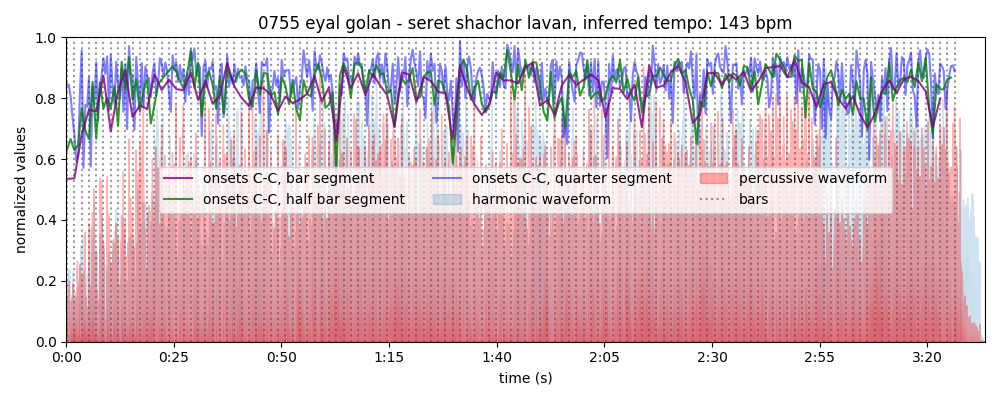 0755 eyal golan - seret shachor lavan, inferred tempo: 143 bpm
1.0
0.8
0.6
0.4
0.2
0.0
normalized values
onsets C-C, bar segment
onsets C-C, half bar segment
onsets C-C, quarter segment
harmonic waveform
percussive waveform
bars
0:00 0:25 0:50 1:15 1:40 2:05 2:30 2:55 3:20
time (s)